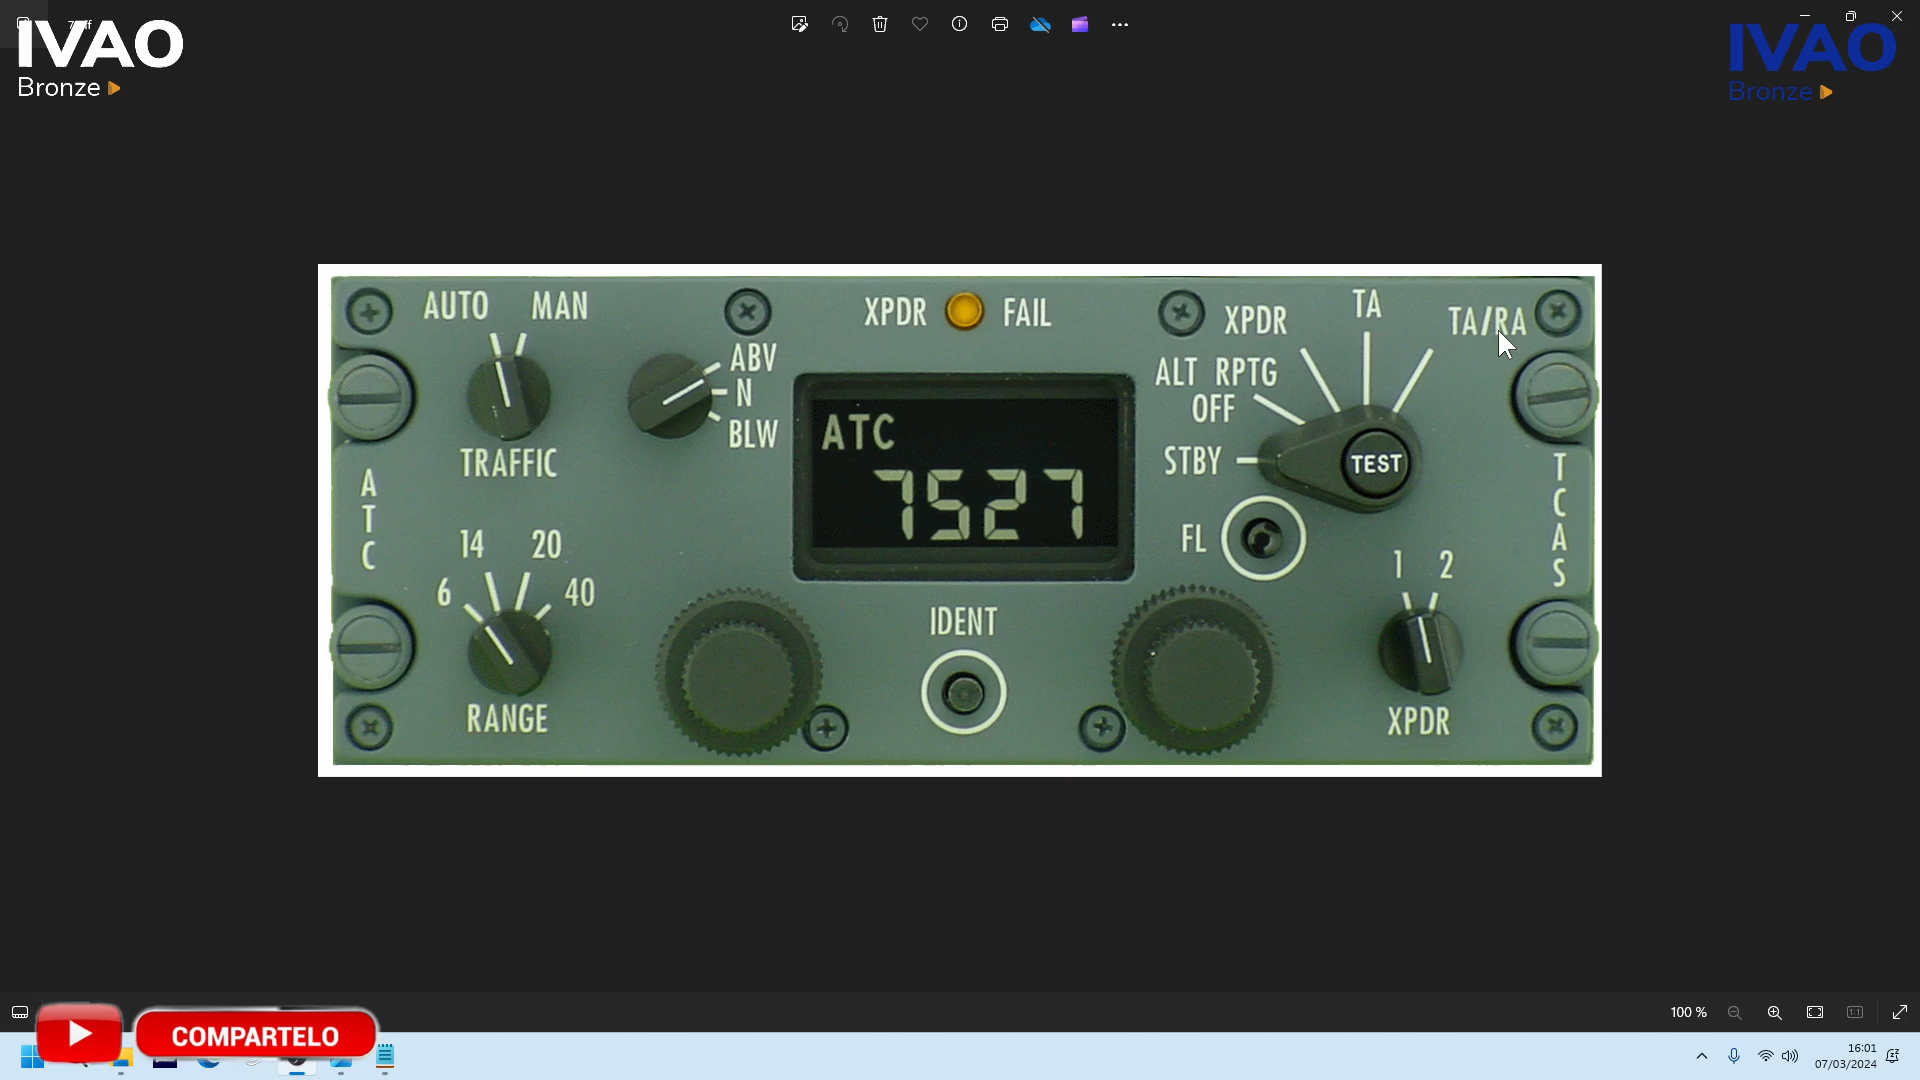 IVAO
Bronze
IVAO
Bronze
AUTO MAN
XPDR FAIL
XPDR
TA
TA/RA
ABV
N
BLW
ALT RPTG
OFF
STBY
TEST
ATC
7527
TRAFFIC
ATC
TCAS
FL
14 20
6 40
1 2
IDENT
RANGE
XPDR
100 %
COMPARTELO
16:01
07/03/2024